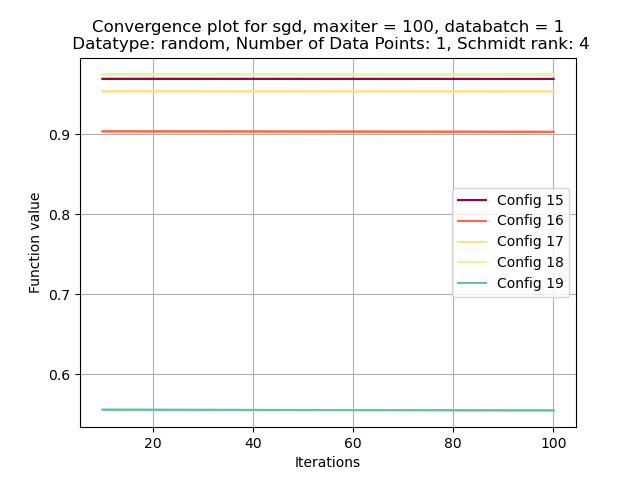 Convergence plot for sgd, maxiter = 100, databatch = 1
Datatype: random, Number of Data Points: 1, Schmidt rank: 4
Function value
0.9
0.8
0.7
0.6
Config 15
Config 16
Config 17
Config 18
Config 19
20 40 60 80 100
Iterations